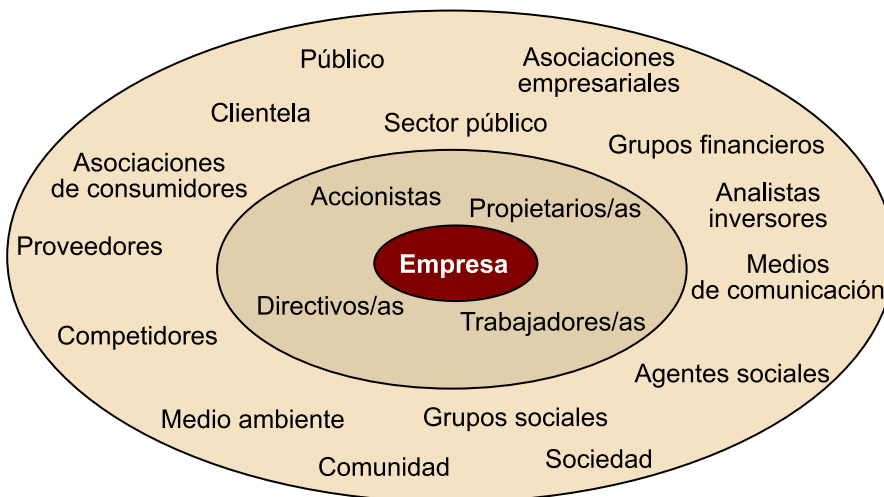 Público
Asociaciones
empresariales
Clientela
Sector público
Grupos financieros
Asociaciones
de consumidores
Accionistas
Propietarios/as
Analistas
inversores
Proveedores
Empresa
Medios
de comunicación
Directivos/as
Trabajadores/as
Competidores
Agentes sociales
Medio ambiente
Grupos sociales
Comunidad
Sociedad